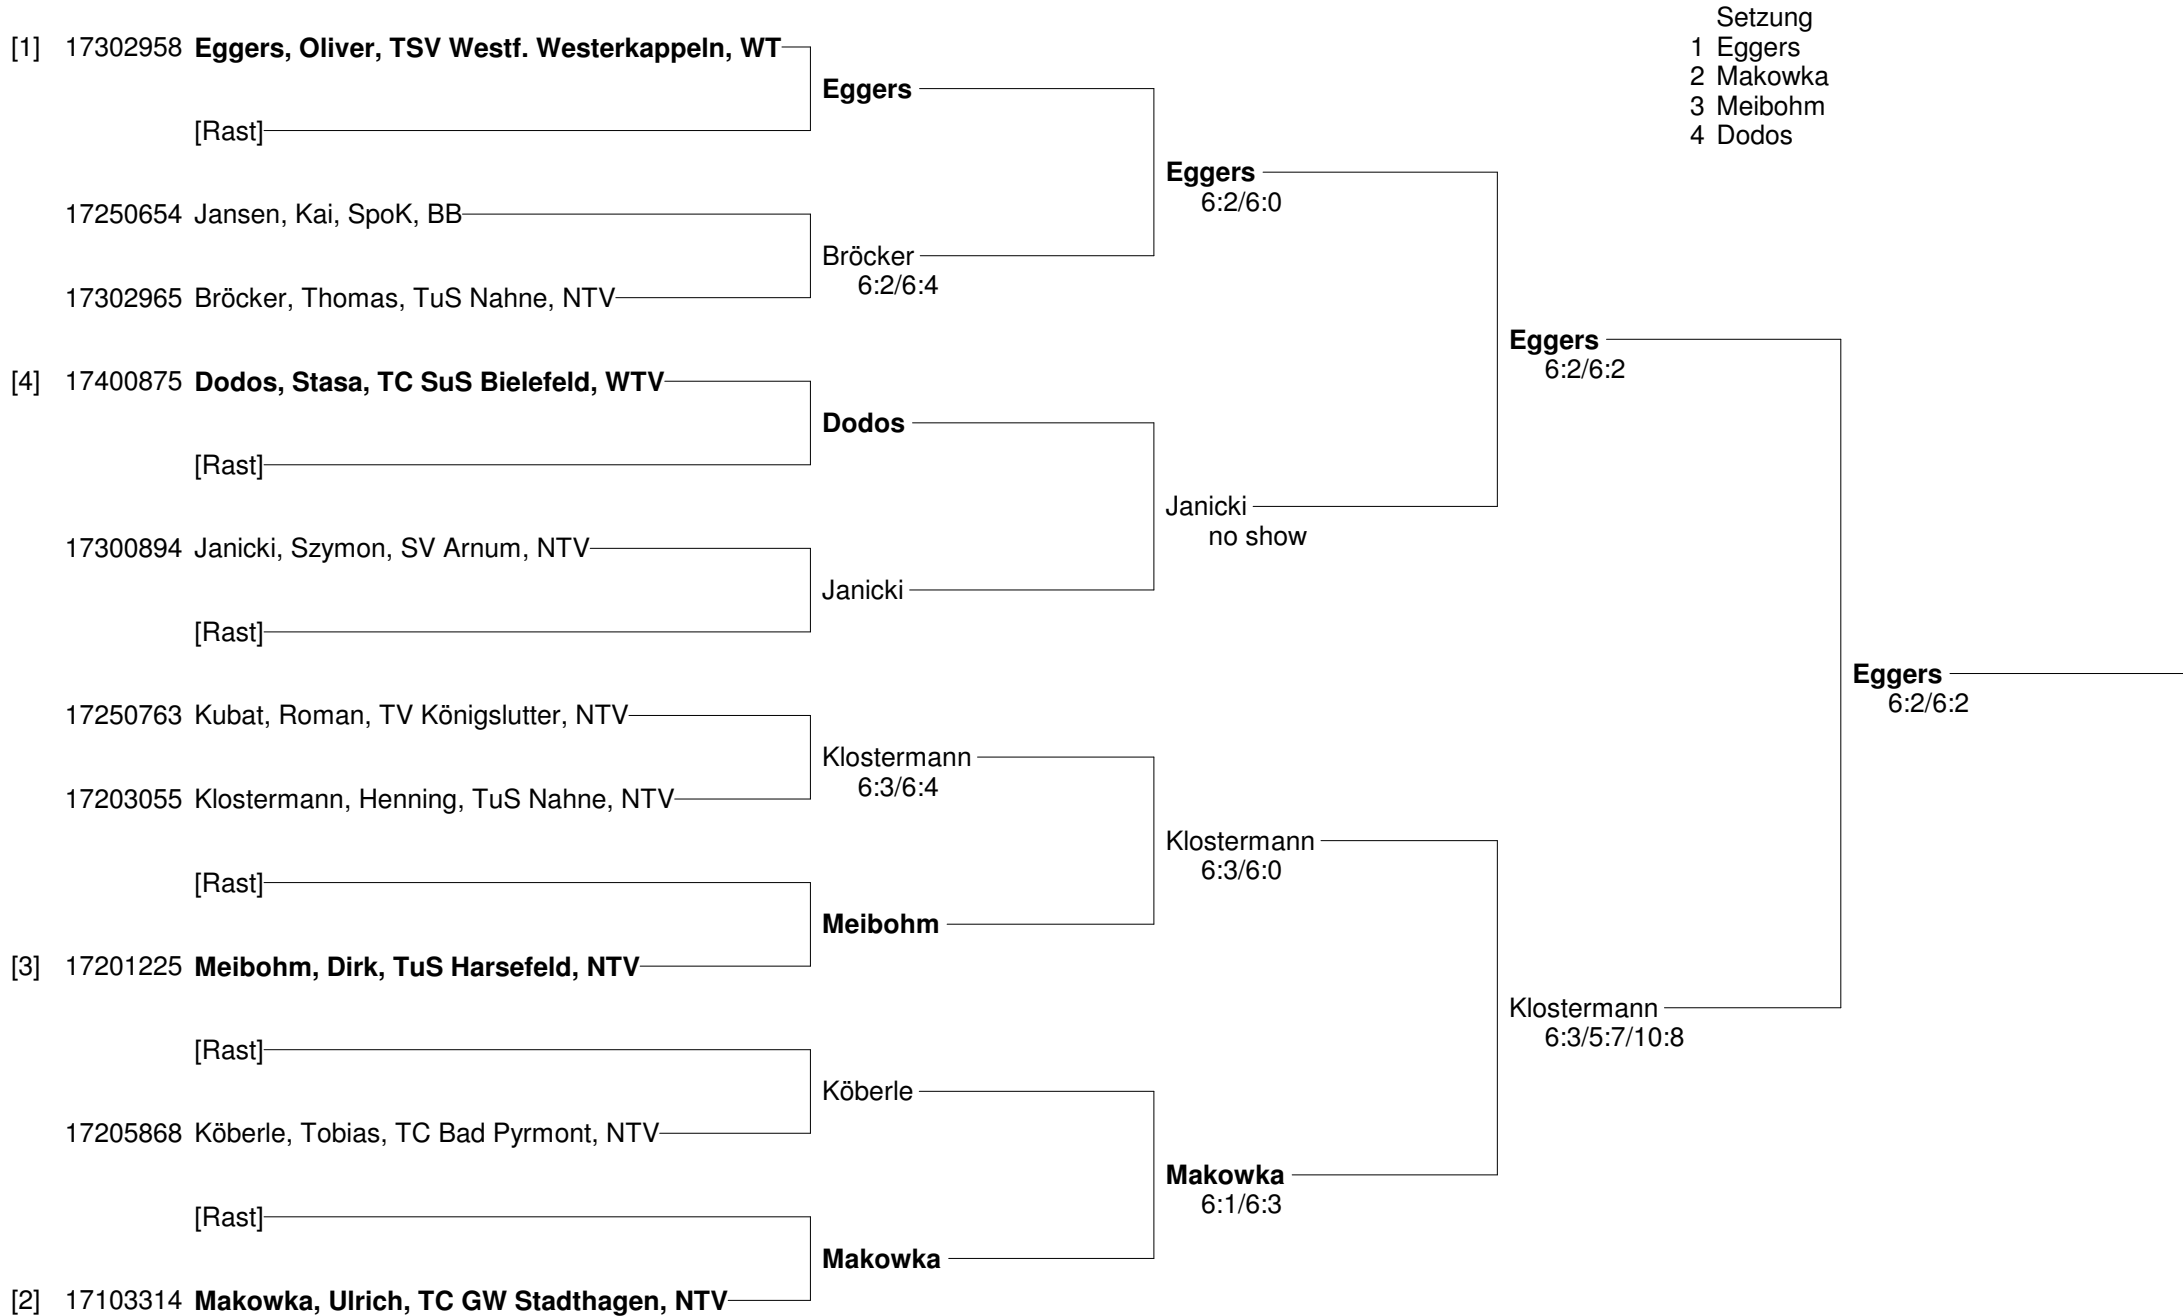 Setzung
1 Eggers
2 Makowka
3 Meibohm
4 Dodos
[1] 17302958 Eggers, Oliver, TSV Westf. Westerkappeln, WT
Eggers
[Rast]
Eggers
6:2/6:0
17250654 Jansen, Kai, SpoK, BB
Bröcker
6:2/6:4
17302965 Bröcker, Thomas, TuS Nahne, NTV
Eggers
6:2/6:2
[4] 17400875 Dodos, Stasa, TC SuS Bielefeld, WTV
Dodos
[Rast]
Janicki
no show
17300894 Janicki, Szymon, SV Arnum, NTV
Janicki
[Rast]
Eggers
6:2/6:2
17250763 Kubat, Roman, TV Königslutter, NTV
Klostermann
6:3/6:4
17203055 Klostermann, Henning, TuS Nahne, NTV
Klostermann
6:3/6:0
[Rast]
Meibohm
[3] 17201225 Meibohm, Dirk, TuS Harsefeld, NTV
Klostermann
6:3/5:7/10:8
[Rast]
Köberle
17205868 Köberle, Tobias, TC Bad Pyrmont, NTV
Makowka
6:1/6:3
[Rast]
Makowka
[2] 17103314 Makowka, Ulrich, TC GW Stadthagen, NTV